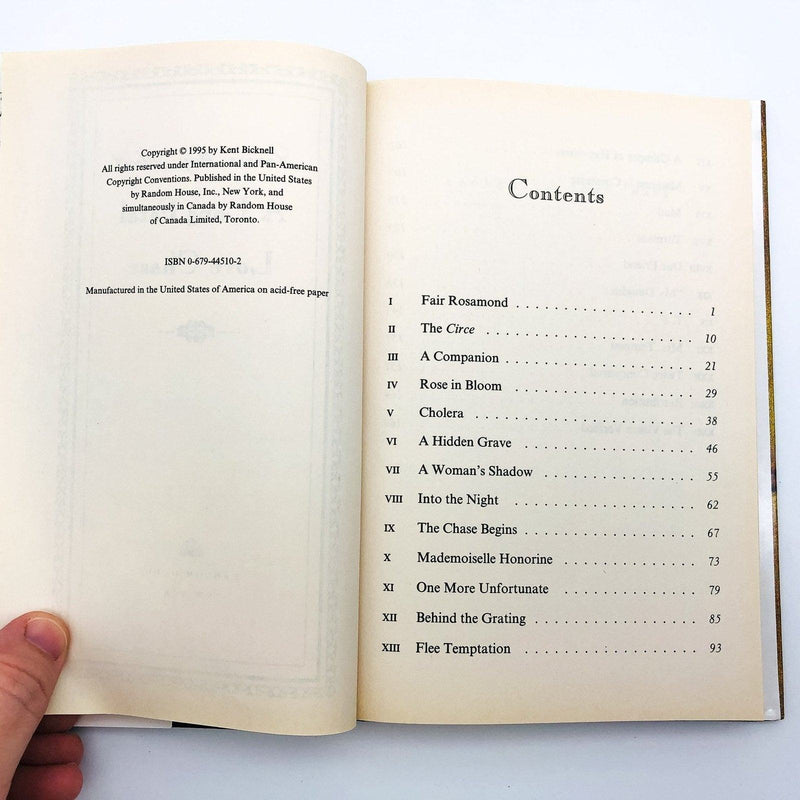 Copyright © 1995 by Kent Bicknell
All rights reserved under International and Pan-American
Copyright Conventions. Published in the United States
by Random House, Inc., New York, and
simultaneously in Canada by Random House
of Canada Limited, Toronto.
ISBN 0-679-44510-2
Manufactured in the United States of America on acid-free paper
Contents
I Fair Rosamond . . . . . . . . . . . . . . . . . . 1
II The Circe . . . . . . . . . . . . . . . . . . . . . 10
III A Companion . . . . . . . . . . . . . . . . . . . 21
IV Rose in Bloom . . . . . . . . . . . . . . . . . . . 29
V Cholera . . . . . . . . . . . . . . . . . . . . . . 38
VI A Hidden Grave . . . . . . . . . . . . . . . . . 46
VII A Woman's Shadow . . . . . . . . . . . . . . . 55
VIII Into the Night . . . . . . . . . . . . . . . . . . 62
IX The Chase Begins . . . . . . . . . . . . . . . . . 67
X Mademoiselle Honorine . . . . . . . . . . . . . 73
XI One More Unfortunate . . . . . . . . . . . . . 79
XII Behind the Grating . . . . . . . . . . . . . . . . 85
XIII Flee Temptation . . . . . . . . . . . . . . . . . 93